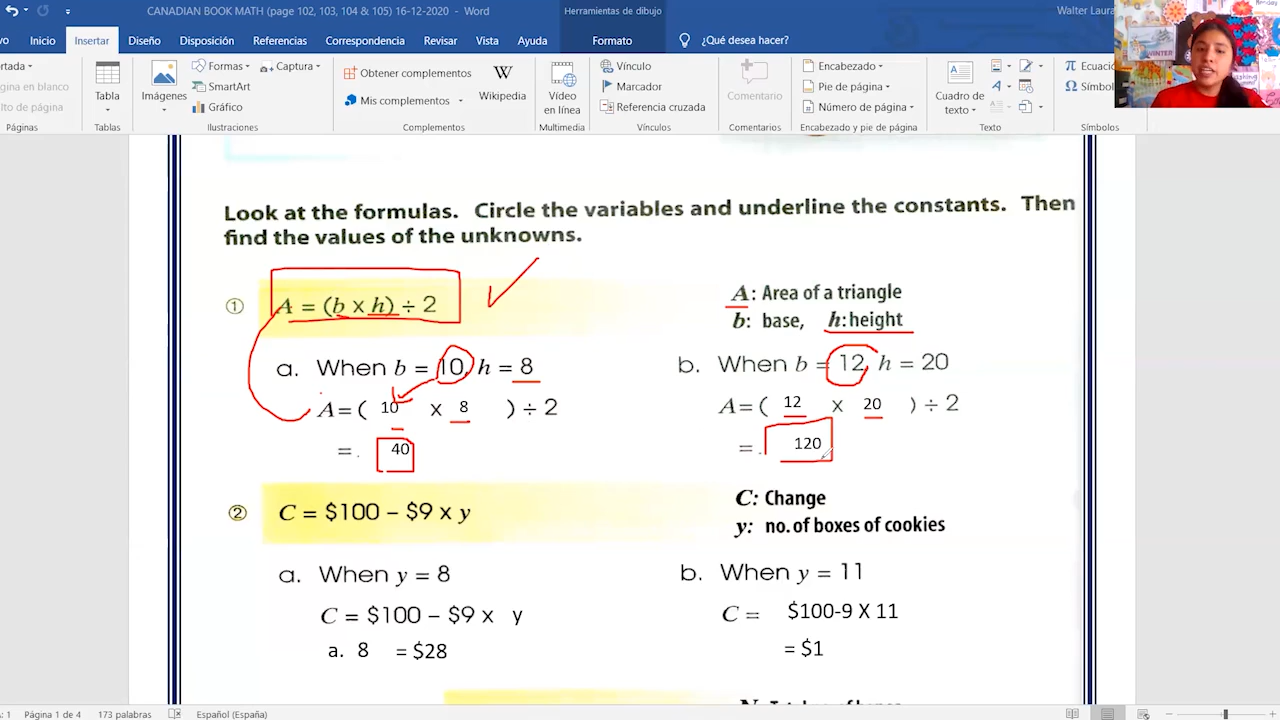 CANADIAN BOOK MATH (page 102, 103, 104 & 105) 16-12-2020 - Word
Herramientas de dibujo
Walter Laura
Inicio Insertar Diseño Disposición Referencias Correspondencia Revisar Vista Ayuda Formato ¿Qué desea hacer?
Tabla
Imágenes
Formas
SmartArt
Gráfico
Captura
Obtener complementos
Mis complementos
Wikipedia
Vídeo en línea
Vínculo
Marcador
Referencia cruzada
Comentario
Encabezado
Pie de página
Número de página
Cuadro de texto
Páginas Tablas Ilustraciones Complementos Multimedia Vínculos Comentarios Encabezado y pie de página Texto Símbolos
WINTER
Look at the formulas. Circle the variables and underline the constants. Then
find the values of the unknowns.
① A = (b x h) ÷ 2
A: Area of a triangle
b: base, h: height
a. When b = 10, h = 8
A = ( 10 x 8 ) ÷ 2
= 40
b. When b = 12, h = 20
A = ( 12 x 20 ) ÷ 2
= 120
② C = $100 – $9 x y
C: Change
y: no. of boxes of cookies
a. When y = 8
C = $100 – $9 x y
a. 8 = $28
b. When y = 11
C = $100-9 X 11
= $1
Página 1 de 4 173 palabras Español (España)